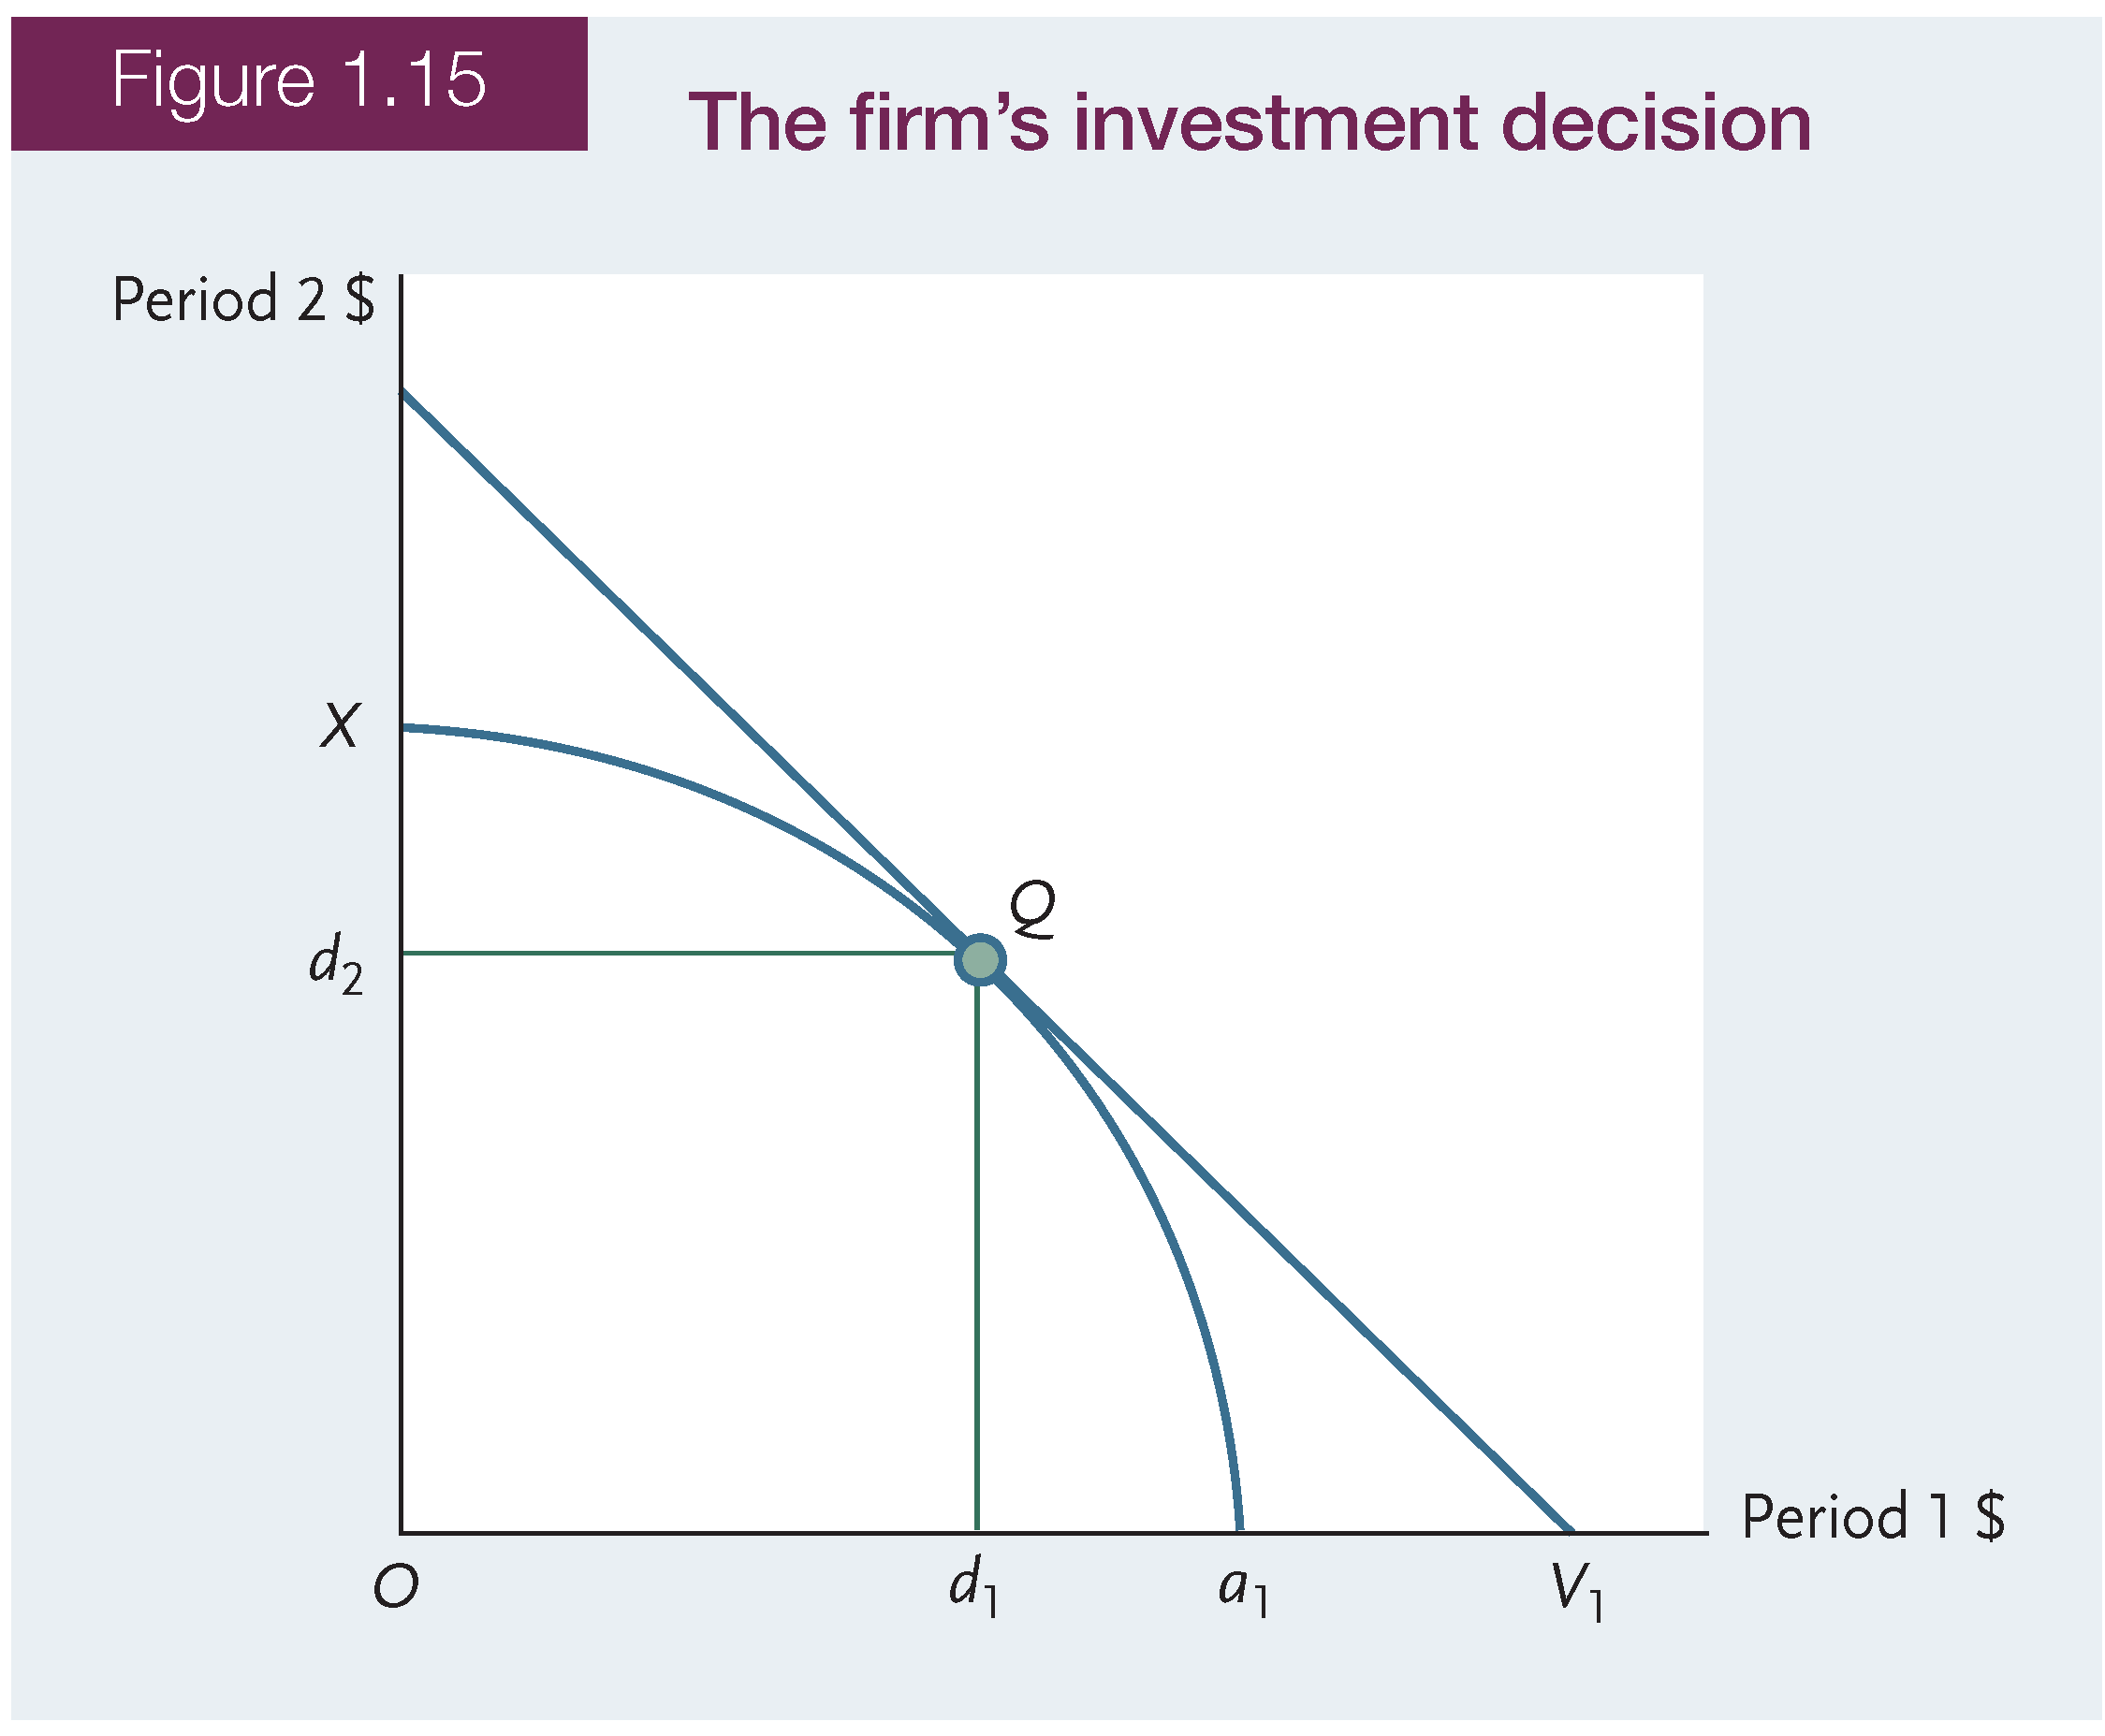 Figure 1.15
The firm’s investment decision
Period 2 $
X
Q
d2
Period 1 $
O
d1
a1
V1